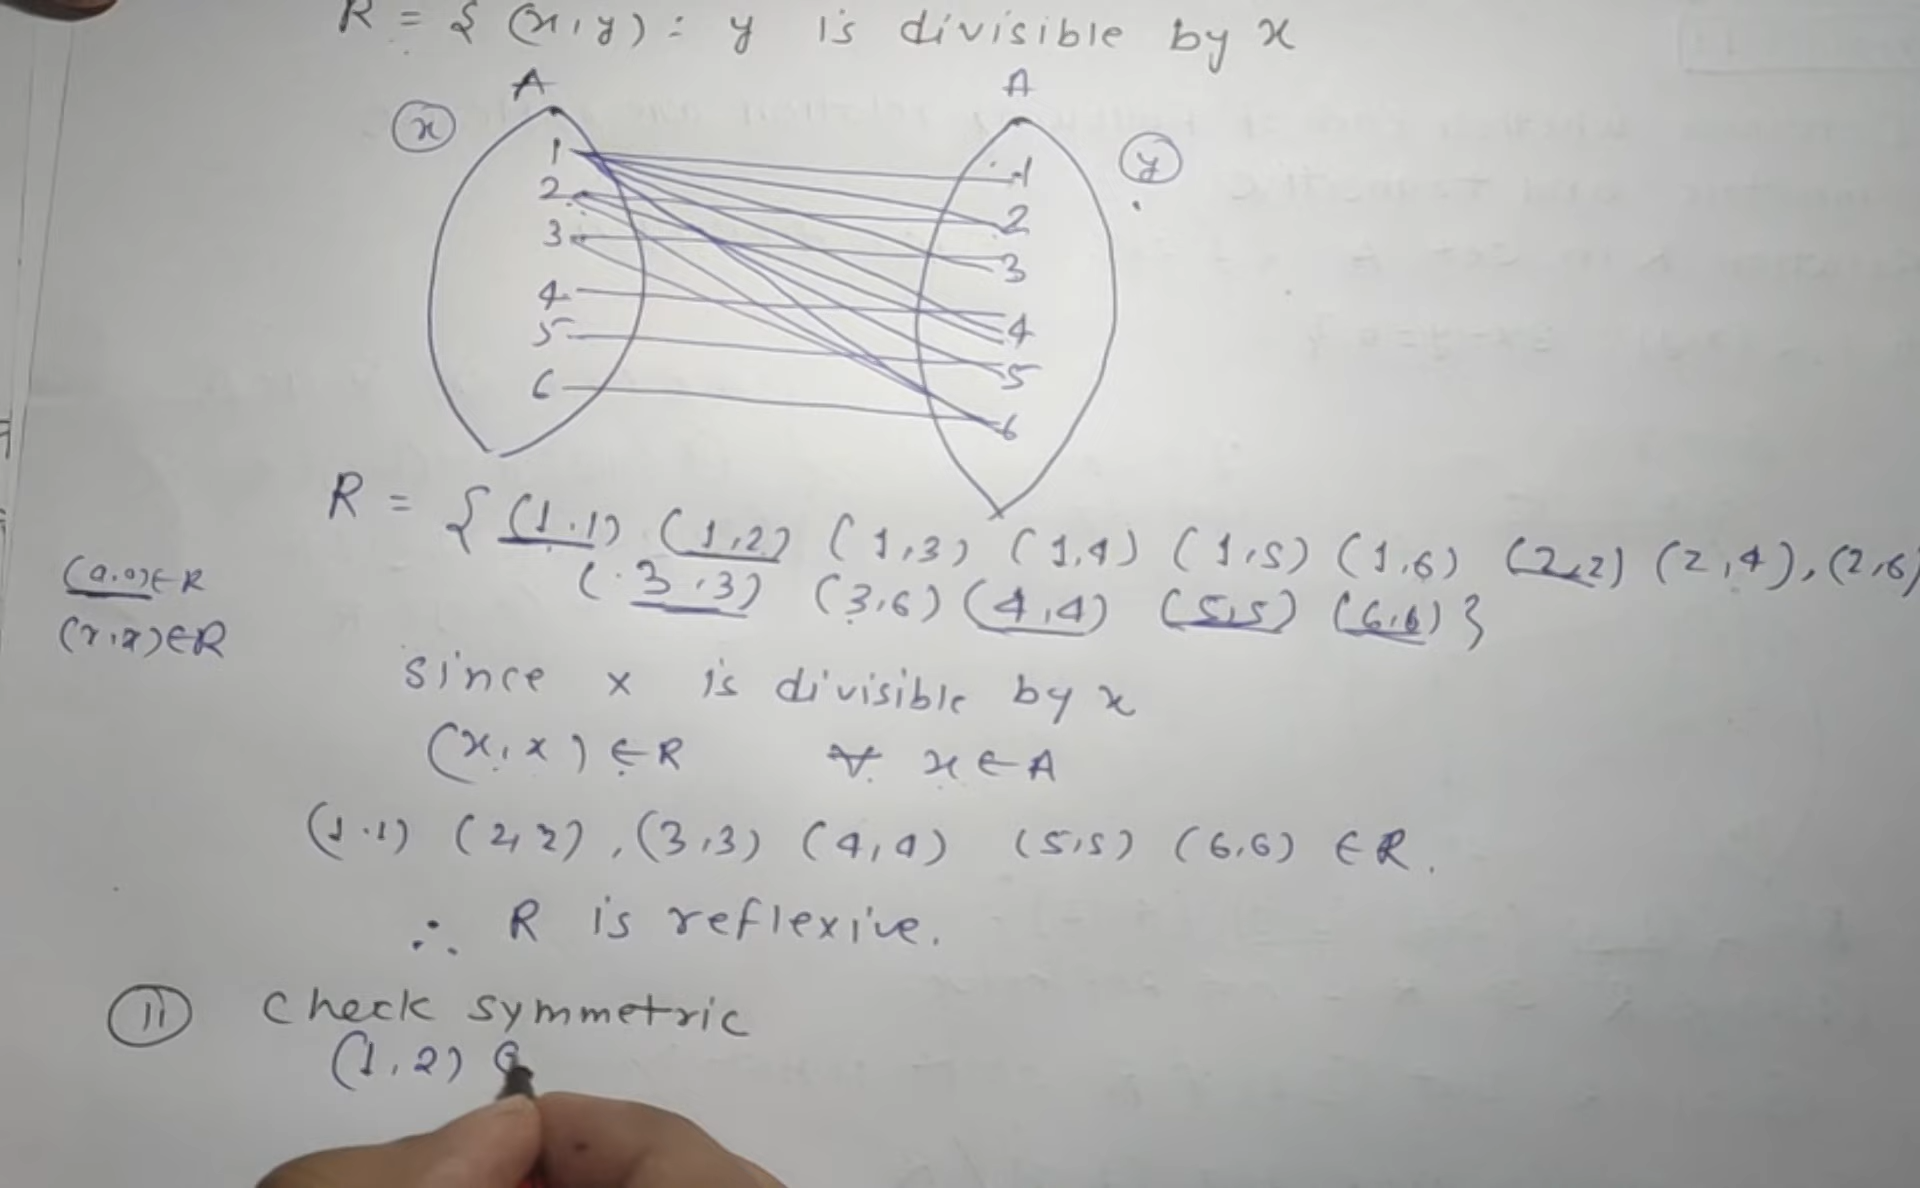 R = { (x,y) : y is divisible by x
A A
x y
1 1
2 2
3 3
4 4
5 5
6 6
R = { (1,1) (1,2) (1,3) (1,4) (1,5) (1,6) (2,2) (2,4), (2,6)
(3,3) (3,6) (4,4) (5,5) (6,6) }
(a,a)∈R
(x,x)∈R
since x is divisible by x
(x,x) ∈R ∀ x ∈ A
(1,1) (2,2), (3,3) (4,4) (5,5) (6,6) ∈R.
∴ R is reflexive.
(ii) Check symmetric
(1,2)